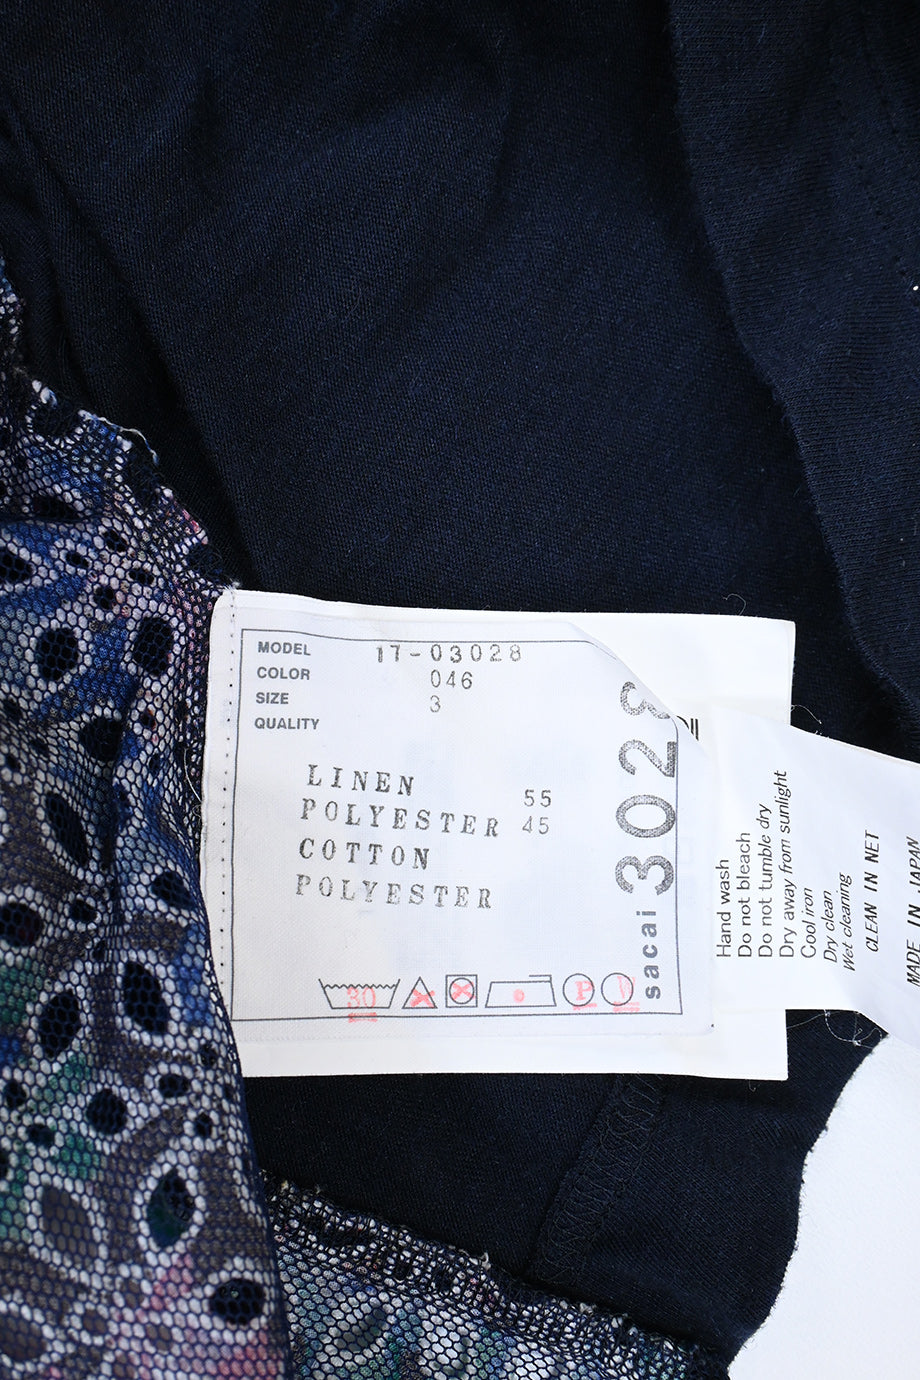 MODEL 17-03028
COLOR 046
SIZE 3
QUALITY
LINEN 55
POLYESTER 45
COTTON
POLYESTER
30
P
W
sacai 3028
Hand wash
Do not bleach
Do not tumble dry
Dry away from sunlight
Cool iron
Dry clean
Wet cleaning
CLEAN IN NET
MADE IN JAPAN